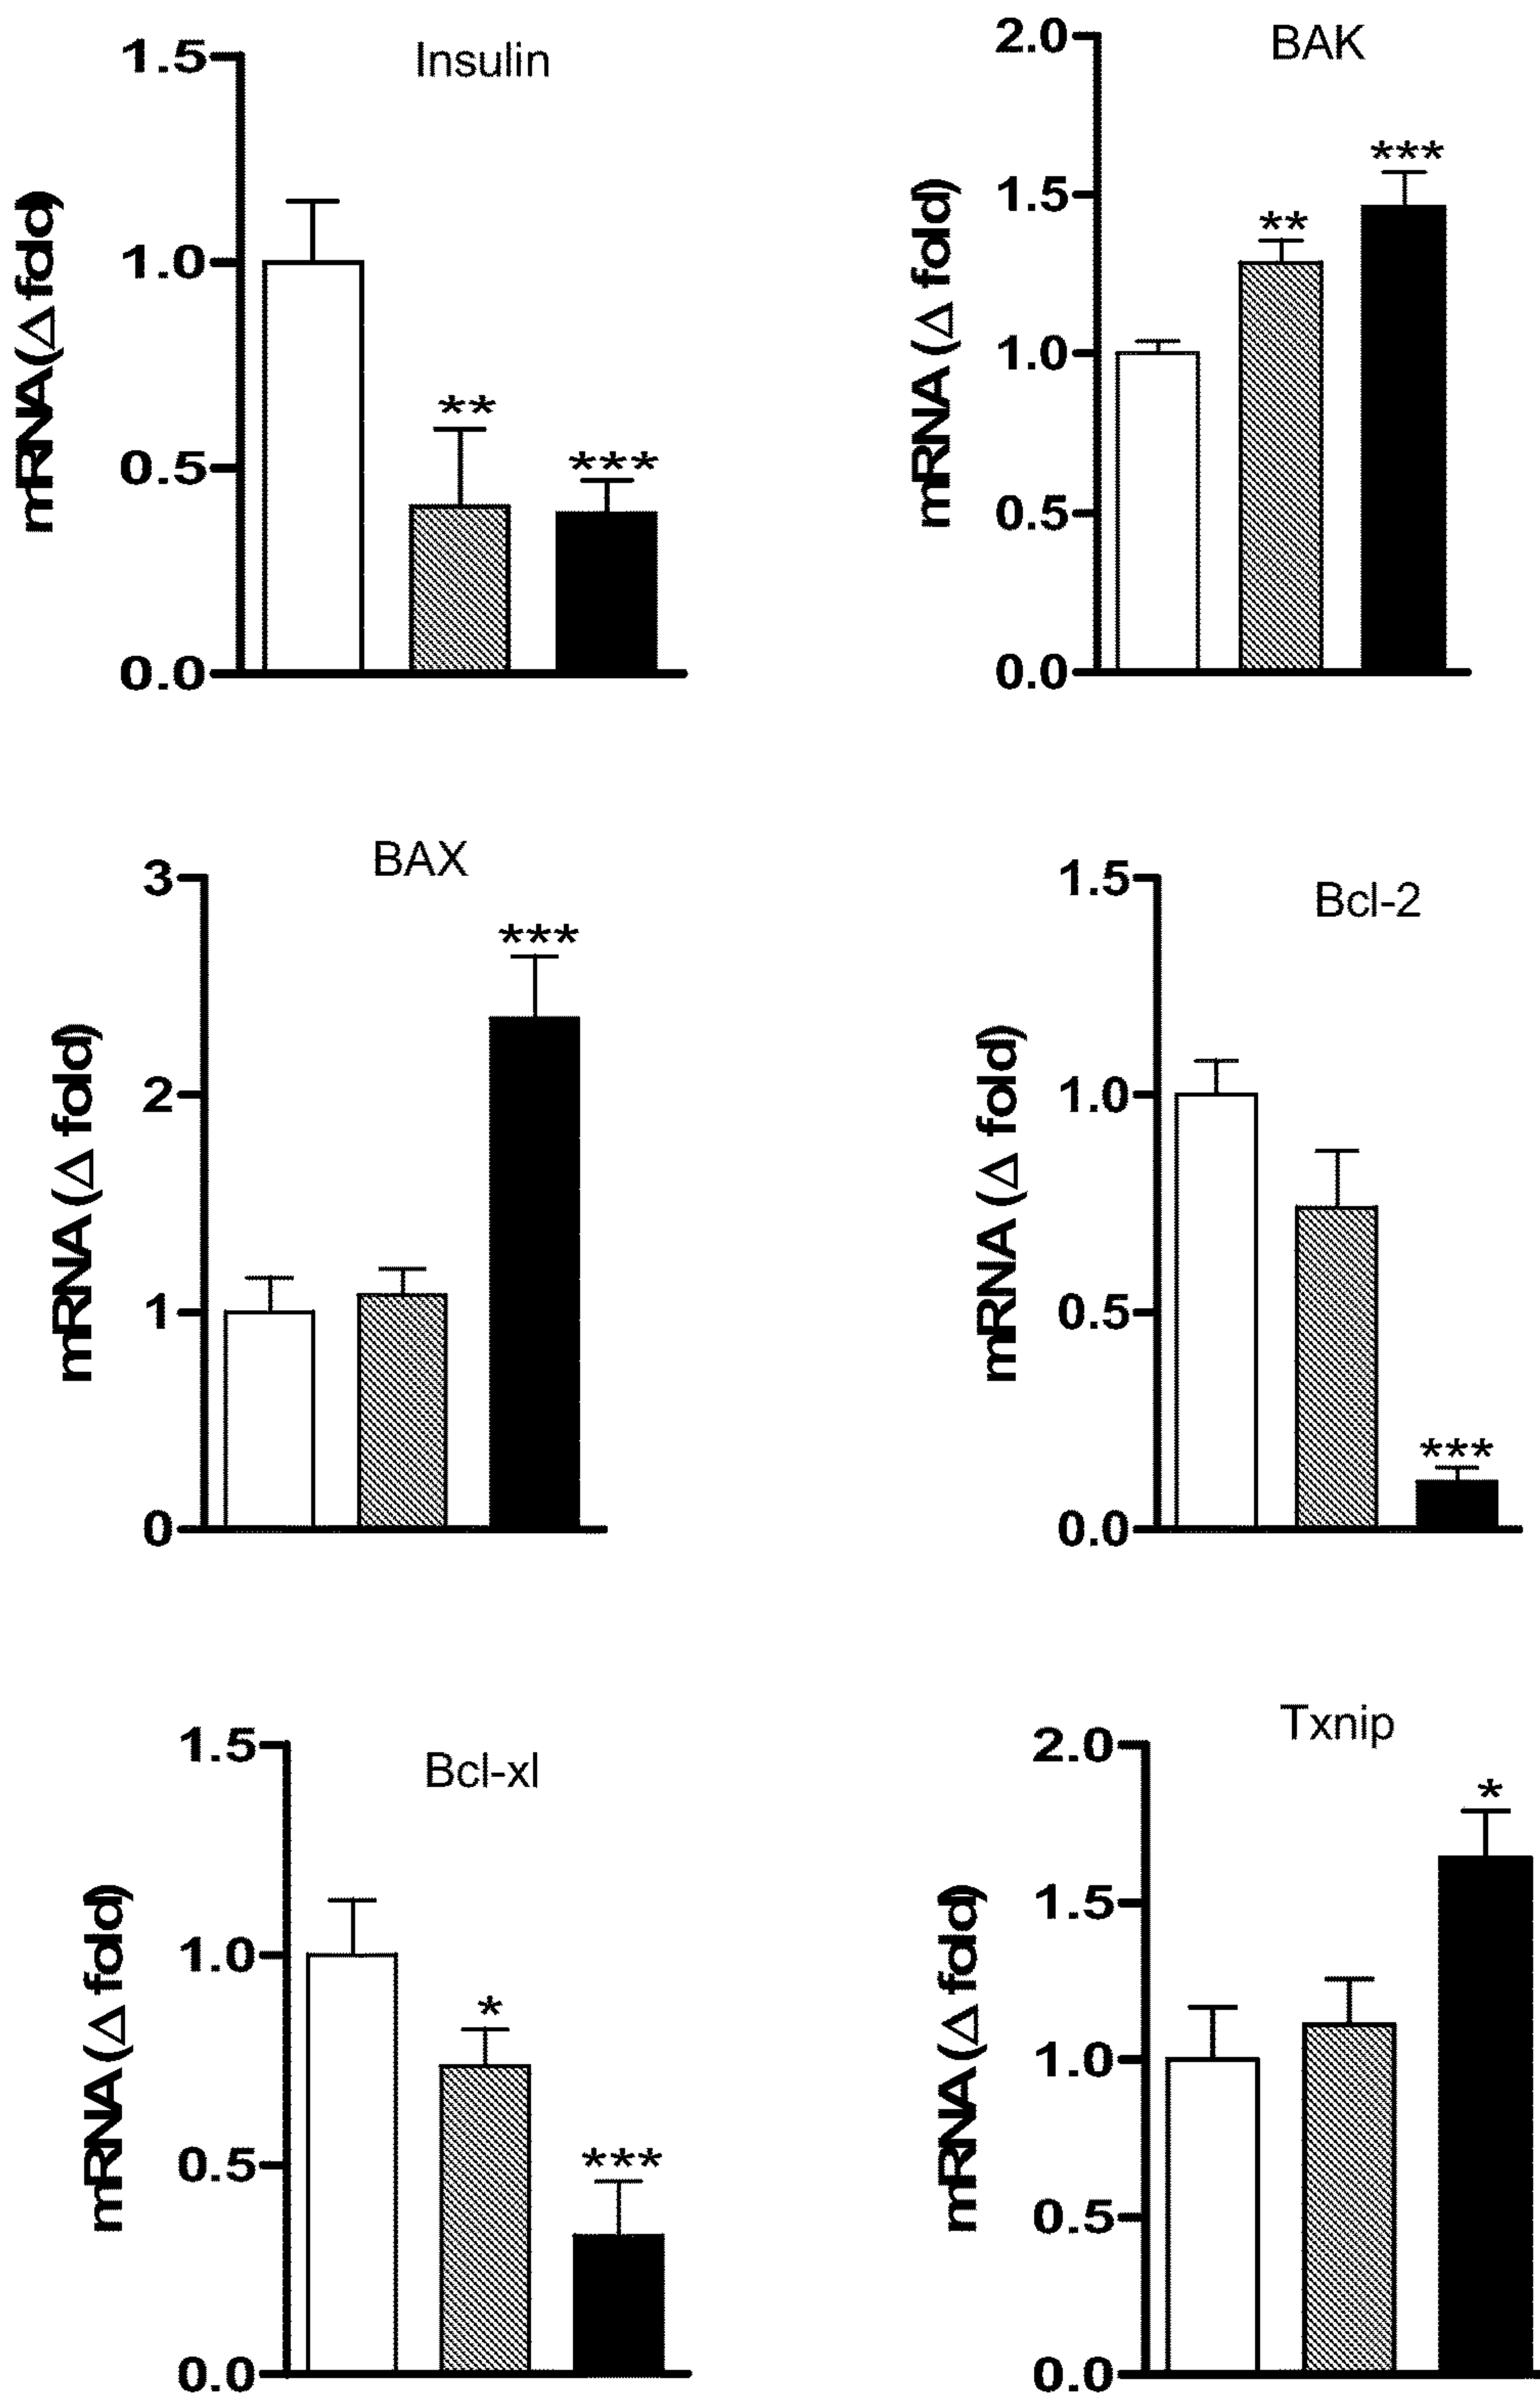 Insulin
mRNA (Δ fold)
1.5
1.0
0.5
0.0
**
***
BAK
mRNA (Δ fold)
2.0
1.5
1.0
0.5
0.0
**
***
BAX
mRNA (Δ fold)
3
2
1
0
***
Bcl-2
mRNA (Δ fold)
1.5
1.0
0.5
0.0
***
Bcl-xl
mRNA (Δ fold)
1.5
1.0
0.5
0.0
*
***
Txnip
mRNA (Δ fold)
2.0
1.5
1.0
0.5
0.0
*